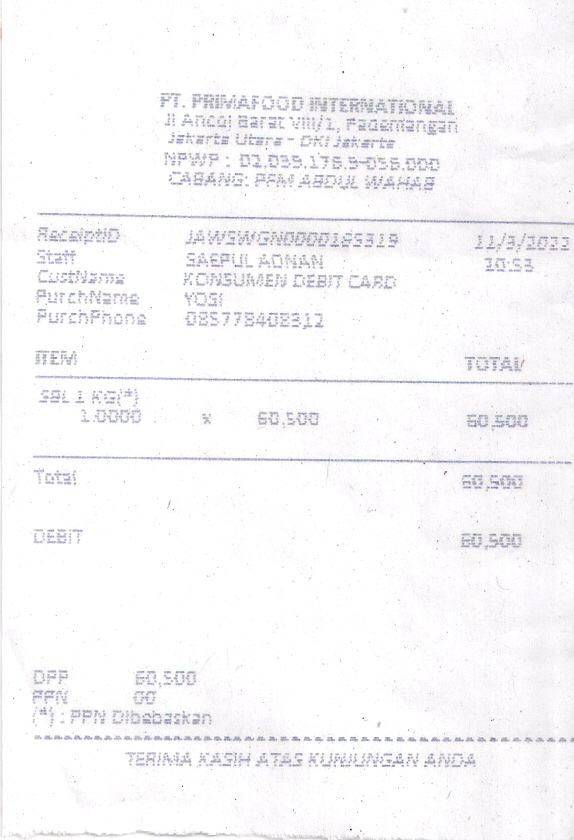 PT. PRIMAFOOD INTERNATIONAL
Jl Ancol Barat VIII/1, Pademangan
Jakarta Utara - DKI Jakarta
NPWP : 01.039.176.9-056.000
CABANG: PFM ABDUL WAHAB
ReceiptID JAWSWGN0000185319 11/3/2022
Staff SAEPUL ADNAN 20:53
CustName KONSUMEN DEBIT CARD
PurchName YOGI
PurchPhone 085778408312
ITEM TOTAL
SBL 1 KG(*)
1.0000 x 60,500 60,500
Total 60,500
DEBIT 60,500
DPP 60,500
PPN 00
(*) : PPN Dibebaskan
TERIMA KASIH ATAS KUNJUNGAN ANDA